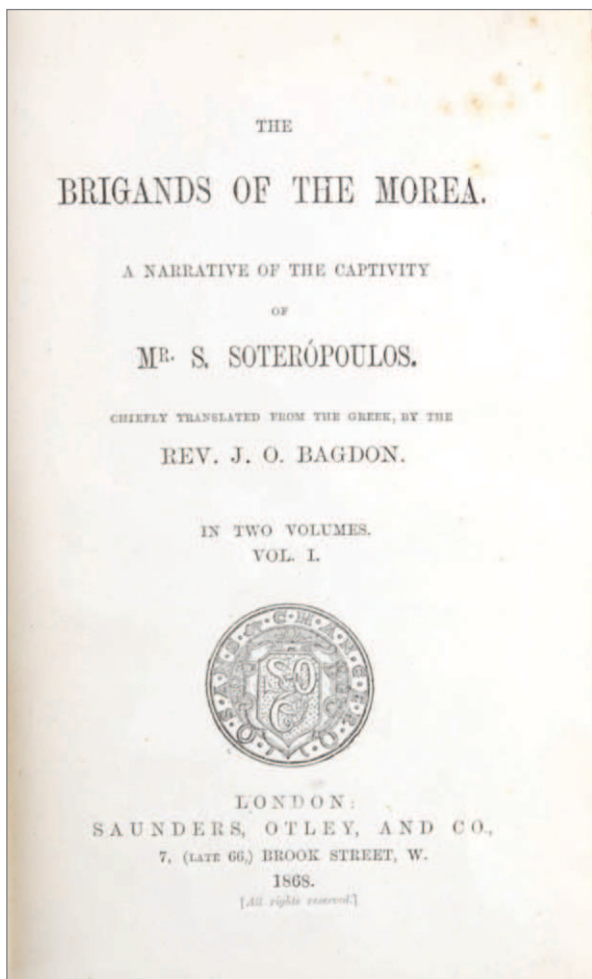 THE
BRIGANDS OF THE MOREA.
A NARRATIVE OF THE CAPTIVITY
OF
MR. S. SOTERÓPOULOS.
CHIEFLY TRANSLATED FROM THE GREEK, BY THE
REV. J. O. BAGDON.
IN TWO VOLUMES.
VOL. I.
LONDON:
SAUNDERS, OTLEY, AND CO.,
7, (LATE 66,) BROOK STREET, W.
1868.
[All rights reserved.]